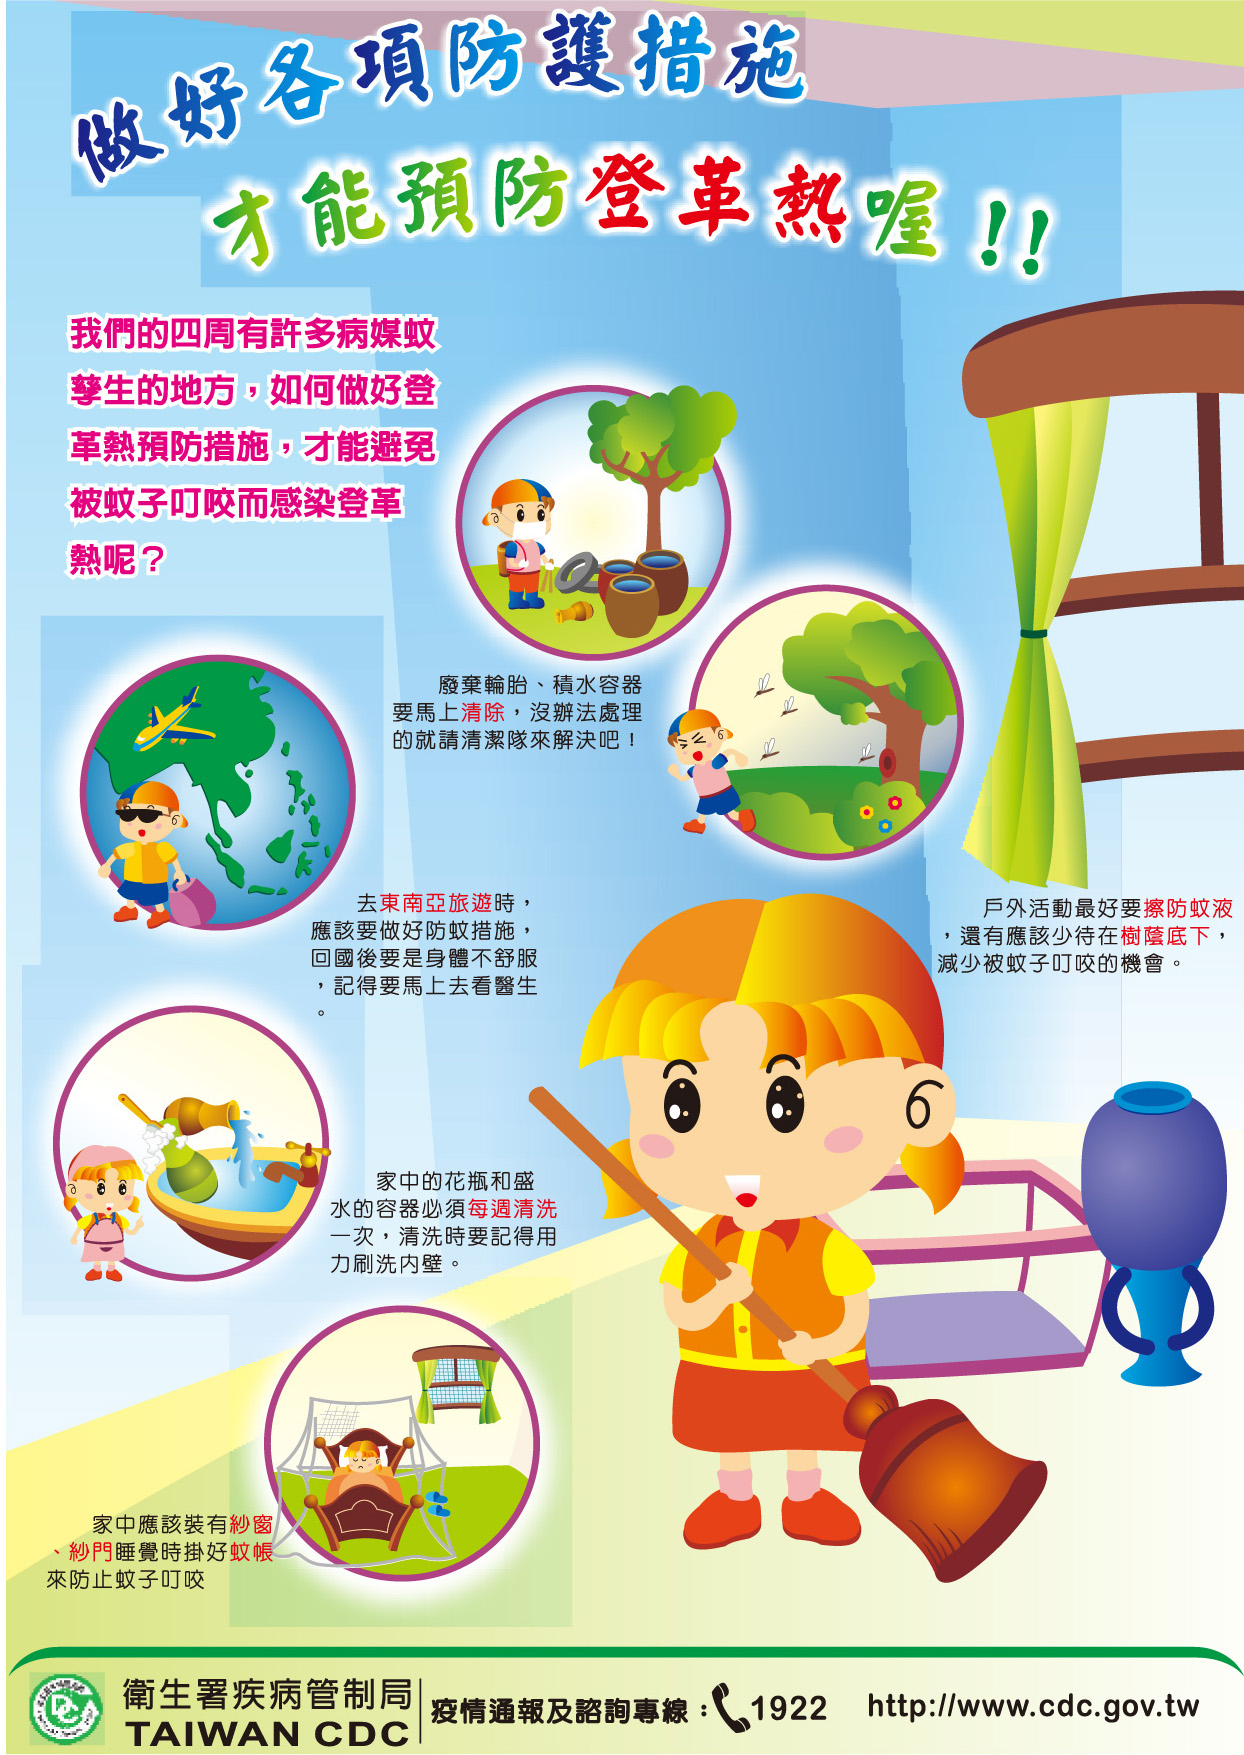 做好各項防護措施
才能預防登革熱喔!!
我們的四周有許多病媒蚊
孳生的地方，如何做好登
革熱預防措施，才能避免
被蚊子叮咬而感染登革
熱呢？
廢棄輪胎、積水容器
要馬上清除，沒辦法處理
的就請清潔隊來解決吧！
戶外活動最好要擦防蚊液
，還有應該少待在樹蔭底下，
減少被蚊子叮咬的機會。
去東南亞旅遊時，
應該要做好防蚊措施，
回國後要是身體不舒服
，記得要馬上去看醫生
。
家中的花瓶和盛
水的容器必須每週清洗
一次，清洗時要記得用
力刷洗內壁。
家中應該裝有紗窗
、紗門睡覺時掛好蚊帳
來防止蚊子叮咬
衛生署疾病管制局
TAIWAN CDC
疫情通報及諮詢專線：1922
http://www.cdc.gov.tw